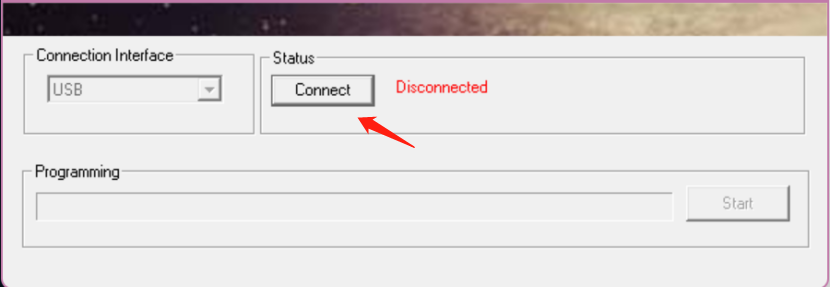 Connection Interface
Status
USB
Connect
Disconnected
Programming
Start